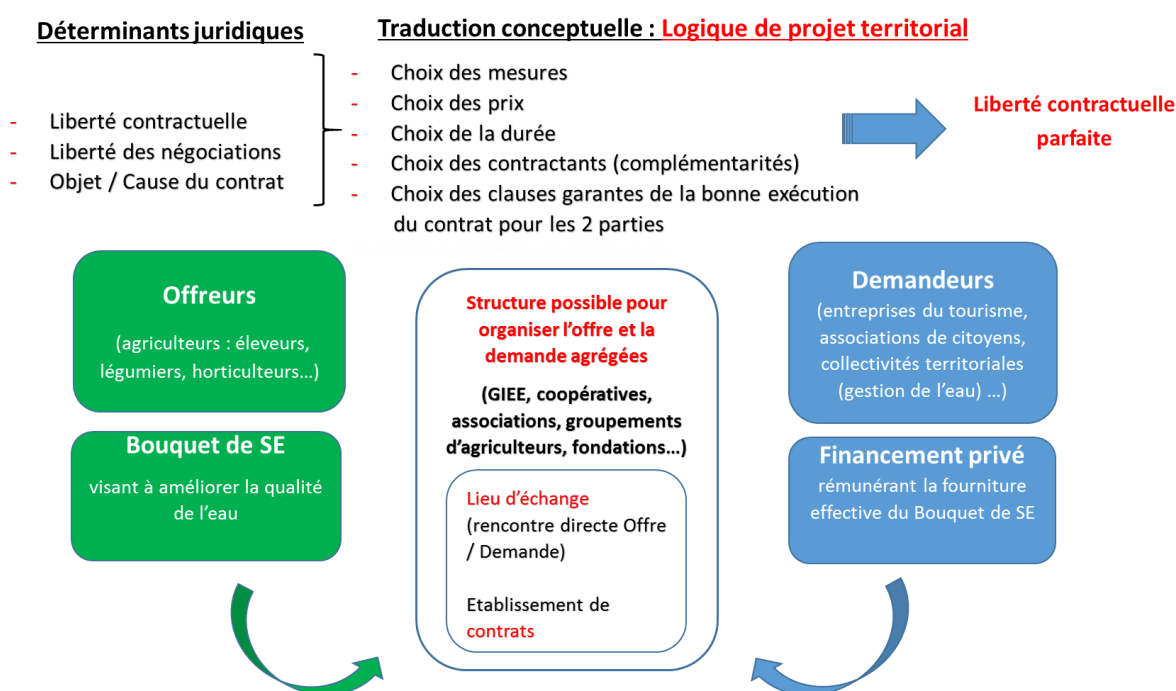 Déterminants juridiques
- Liberté contractuelle
- Liberté des négociations
- Objet / Cause du contrat
Traduction conceptuelle : Logique de projet territorial
- Choix des mesures
- Choix des prix
- Choix de la durée
- Choix des contractants (complémentarités)
- Choix des clauses garantes de la bonne exécution
du contrat pour les 2 parties
Liberté contractuelle
parfaite
Offreurs
(agriculteurs : éleveurs,
légumiers, horticulteurs…)
Bouquet de SE
visant à améliorer la qualité
de l’eau
Structure possible pour
organiser l’offre et la
demande agrégées
(GIEE, coopératives,
associations, groupements
d’agriculteurs, fondations…)
Lieu d’échange
(rencontre directe Offre
/ Demande)
Etablissement de
contrats
Demandeurs
(entreprises du tourisme,
associations de citoyens,
collectivités territoriales
(gestion de l’eau) …)
Financement privé
rémunérant la fourniture
effective du Bouquet de SE